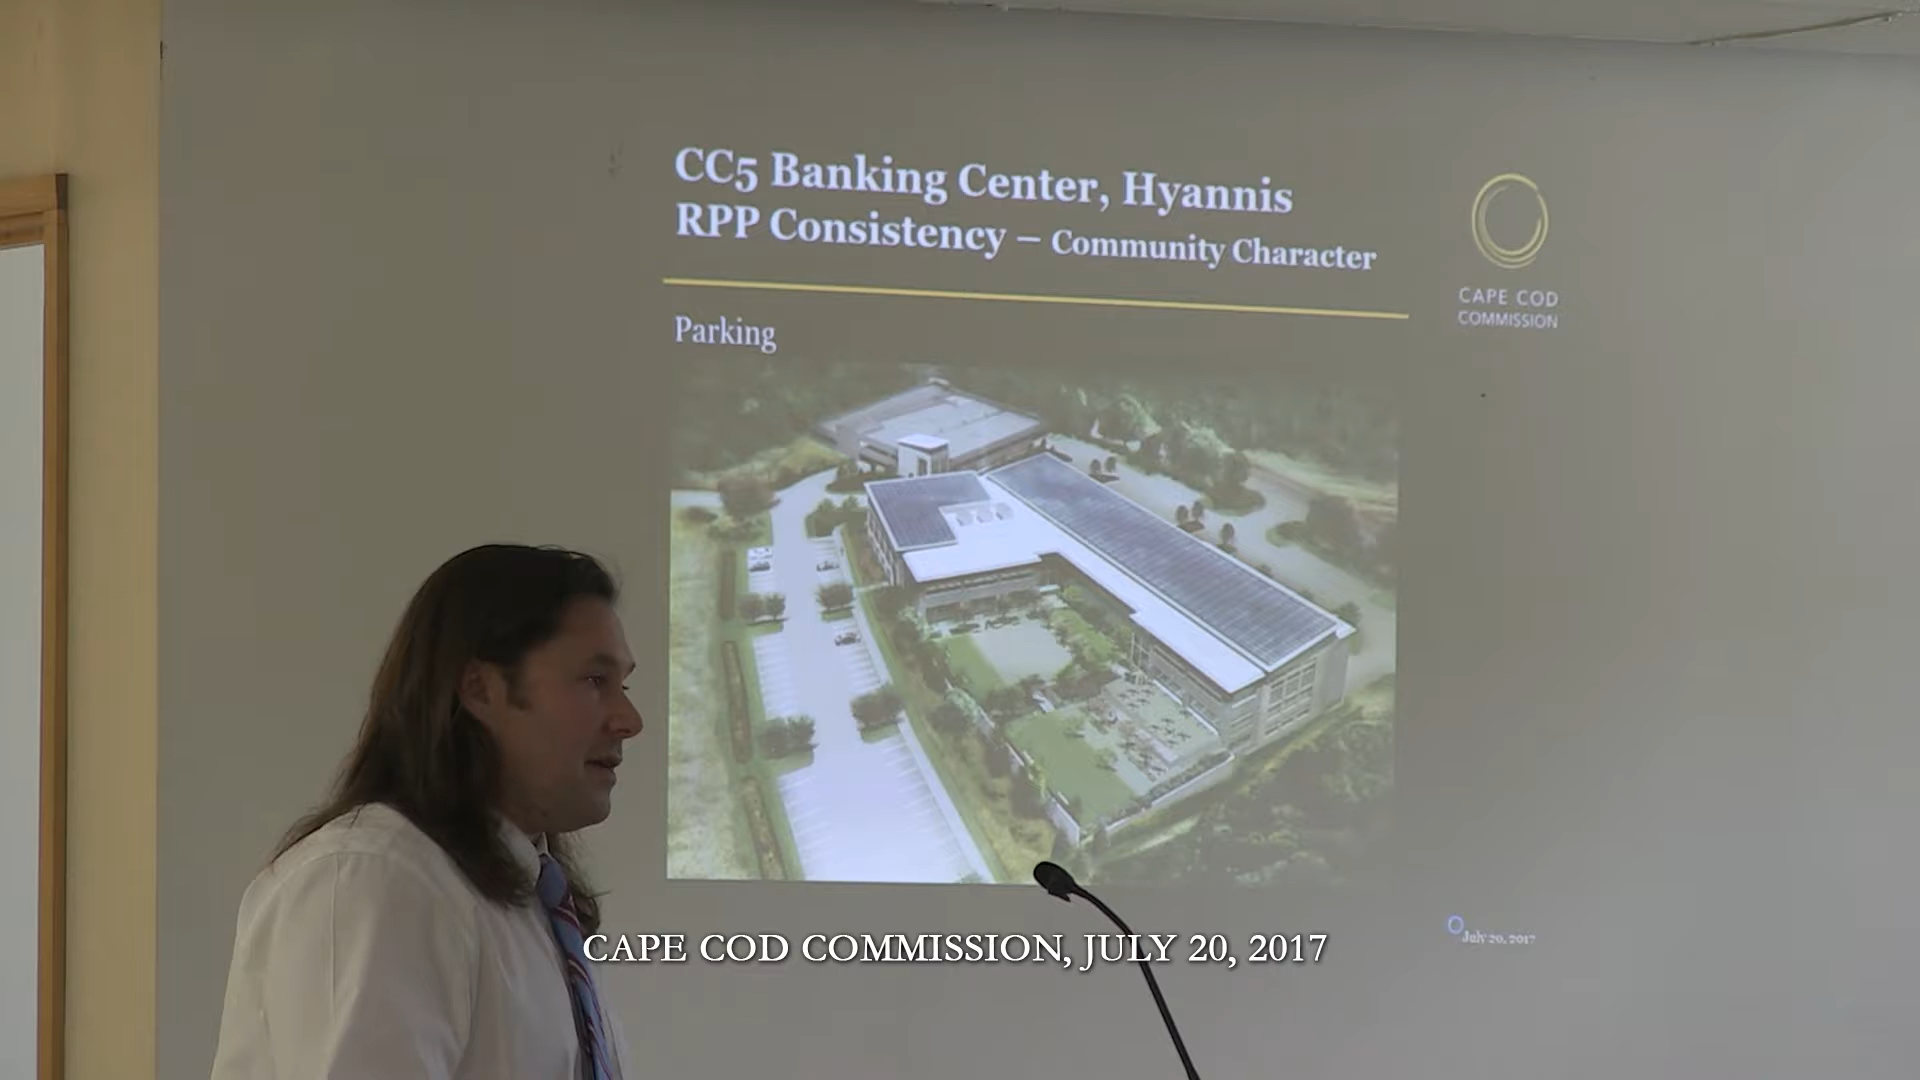 CC5 Banking Center, Hyannis
RPP Consistency – Community Character
CAPE COD
COMMISSION
Parking
July 20, 2017
CAPE COD COMMISSION, JULY 20, 2017